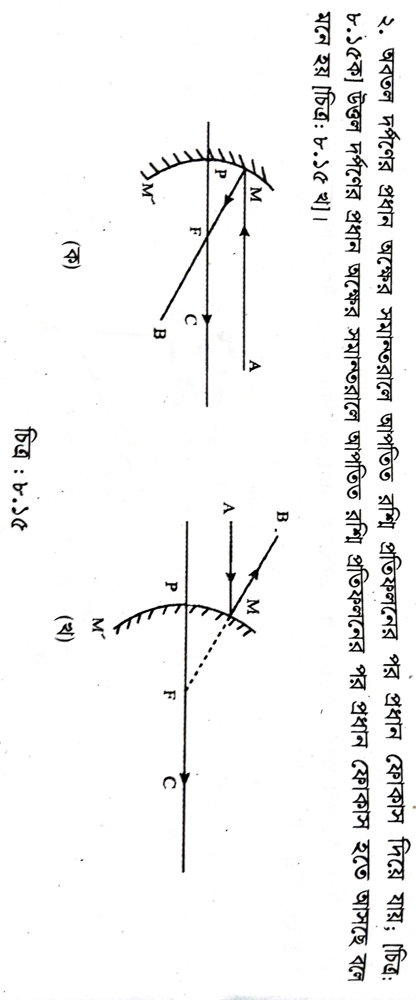 ২. অবতল দর্পণের প্রধান অক্ষের সমান্তরালে আপতিত রশ্মি প্রতিফলনের পর প্রধান ফোকাস দিয়ে যায়; [চিত্র:
৮.১৫ক] উত্তল দর্পণের প্রধান অক্ষের সমান্তরালে আপতিত রশ্মি প্রতিফলনের পর প্রধান ফোকাস হতে আসছে বলে
মনে হয় [চিত্র: ৮.১৫ খ]।
M A
P
F C
M′ B
(ক)
B
A M
P F C
M′
(খ)
চিত্র : ৮.১৫